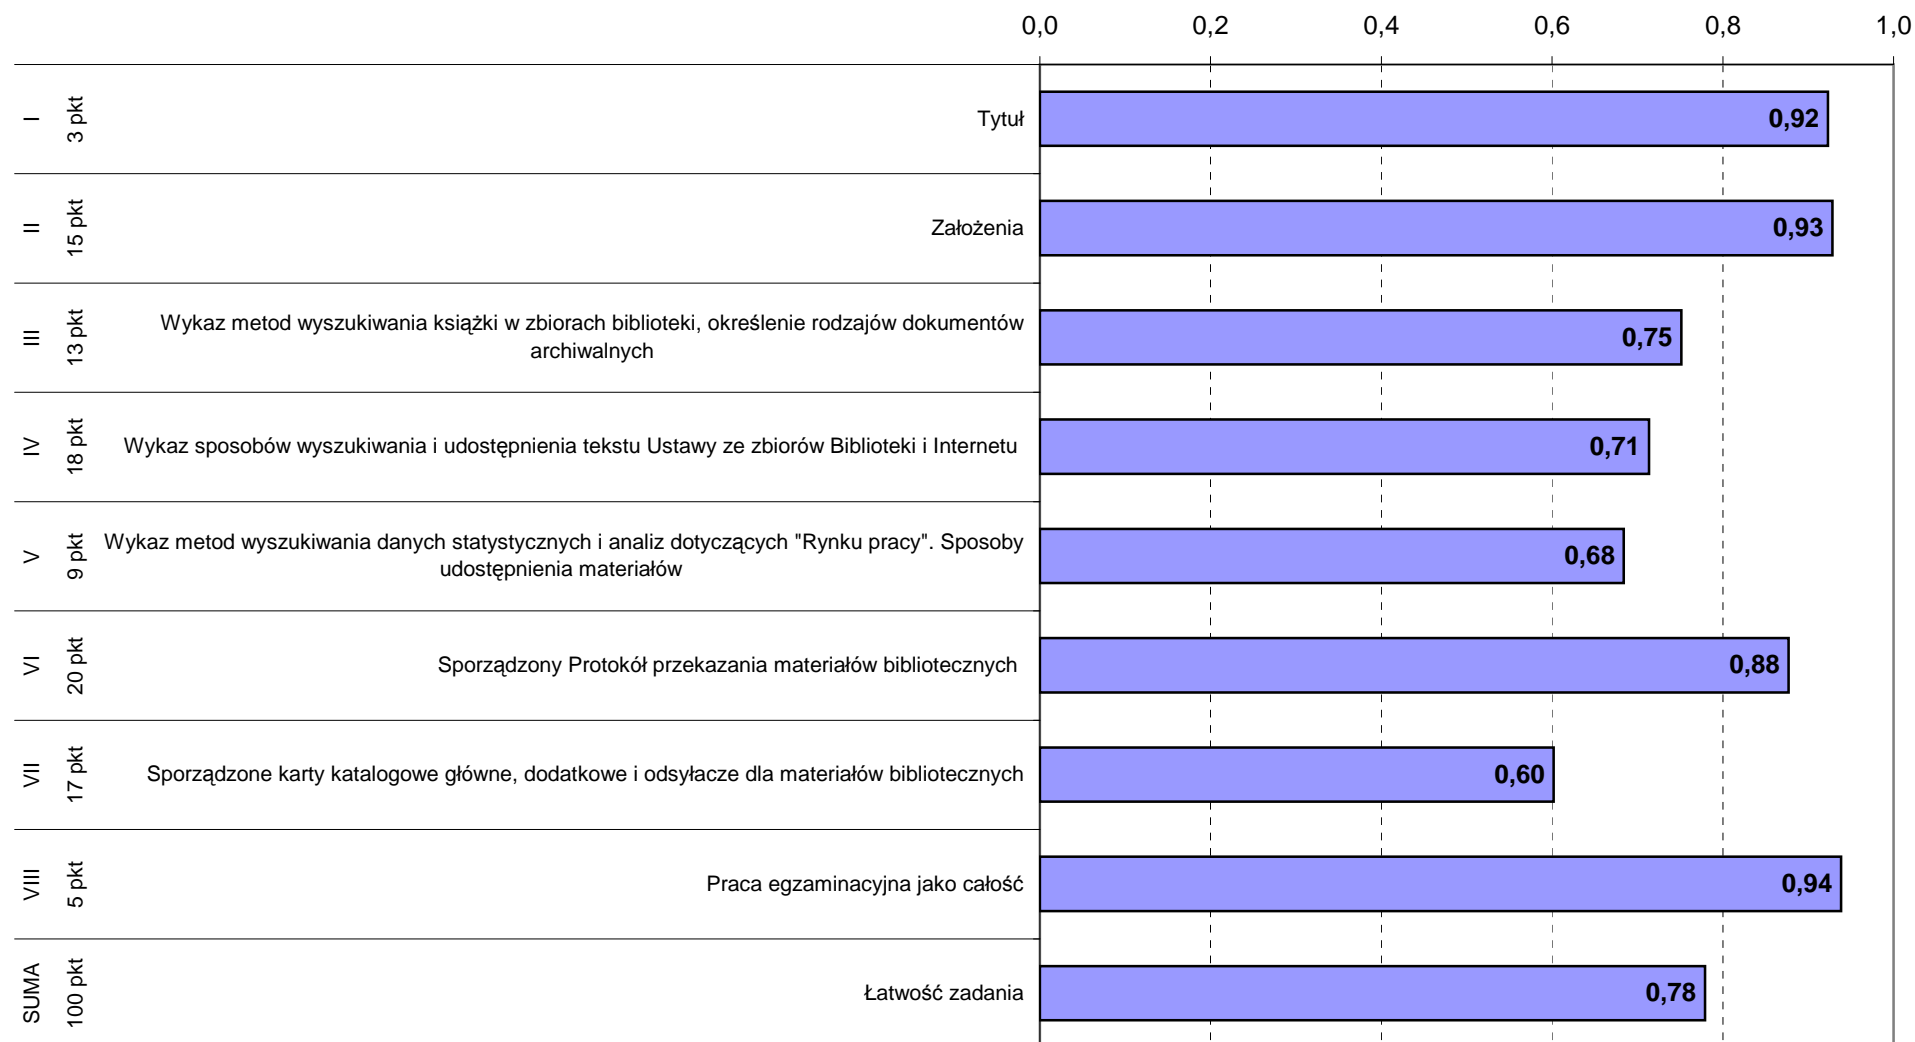 0,0 0,2 0,4 0,6 0,8 1,0
I 3 pkt Tytuł 0,92
II 15 pkt Założenia 0,93
III 13 pkt Wykaz metod wyszukiwania książki w zbiorach biblioteki, określenie rodzajów dokumentów
archiwalnych 0,75
IV 18 pkt Wykaz sposobów wyszukiwania i udostępnienia tekstu Ustawy ze zbiorów Biblioteki i Internetu 0,71
V 9 pkt Wykaz metod wyszukiwania danych statystycznych i analiz dotyczących "Rynku pracy". Sposoby
udostępnienia materiałów 0,68
VI 20 pkt Sporządzony Protokół przekazania materiałów bibliotecznych 0,88
VII 17 pkt Sporządzone karty katalogowe główne, dodatkowe i odsyłacze dla materiałów bibliotecznych 0,60
VIII 5 pkt Praca egzaminacyjna jako całość 0,94
SUMA 100 pkt Łatwość zadania 0,78